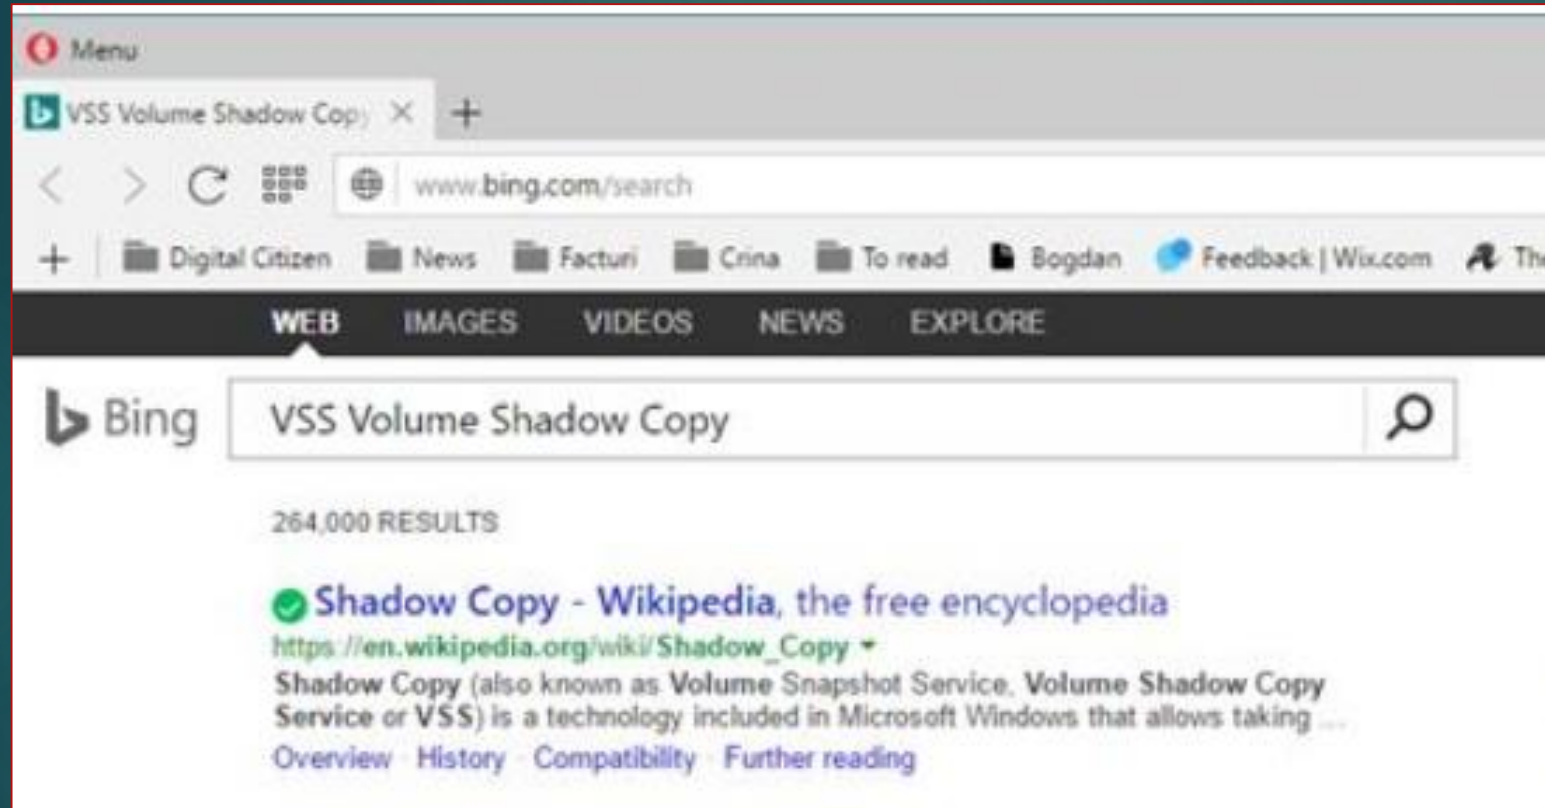 Menu
VSS Volume Shadow Copy
www.bing.com/search
Digital Citizen News Facturi Crina To read Bogdan Feedback | Wix.com The
WEB IMAGES VIDEOS NEWS EXPLORE
Bing VSS Volume Shadow Copy
264,000 RESULTS
Shadow Copy - Wikipedia, the free encyclopedia
https://en.wikipedia.org/wiki/Shadow_Copy
Shadow Copy (also known as Volume Snapshot Service, Volume Shadow Copy
Service or VSS) is a technology included in Microsoft Windows that allows taking ...
Overview · History · Compatibility · Further reading